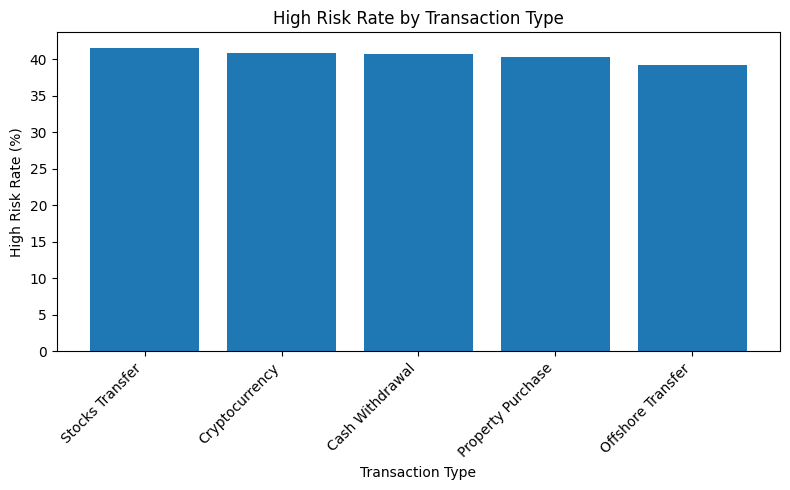 High Risk Rate by Transaction Type
High Risk Rate (%)
40
35
30
25
20
15
10
5
0
Stocks Transfer
Cryptocurrency
Cash Withdrawal
Property Purchase
Offshore Transfer
Transaction Type